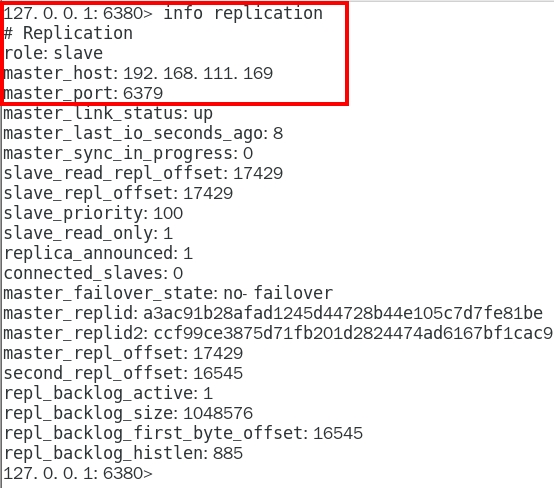 127.0.0.1:6380> info replication
# Replication
role:slave
master_host:192.168.111.169
master_port:6379
master_link_status:up
master_last_io_seconds_ago:8
master_sync_in_progress:0
slave_read_repl_offset:17429
slave_repl_offset:17429
slave_priority:100
slave_read_only:1
replica_announced:1
connected_slaves:0
master_failover_state:no-failover
master_replid:a3ac91b28afad1245d44728b44e105c7d7fe81be
master_replid2:ccf99ce3875d71fb201d2824474ad6167bf1cac9
master_repl_offset:17429
second_repl_offset:16545
repl_backlog_active:1
repl_backlog_size:1048576
repl_backlog_first_byte_offset:16545
repl_backlog_histlen:885
127.0.0.1:6380>